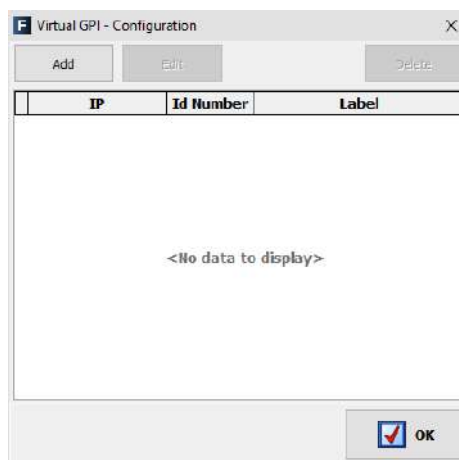 F Virtual GPI - Configuration
Add Edit Delete
IP Id Number Label
<No data to display>
OK